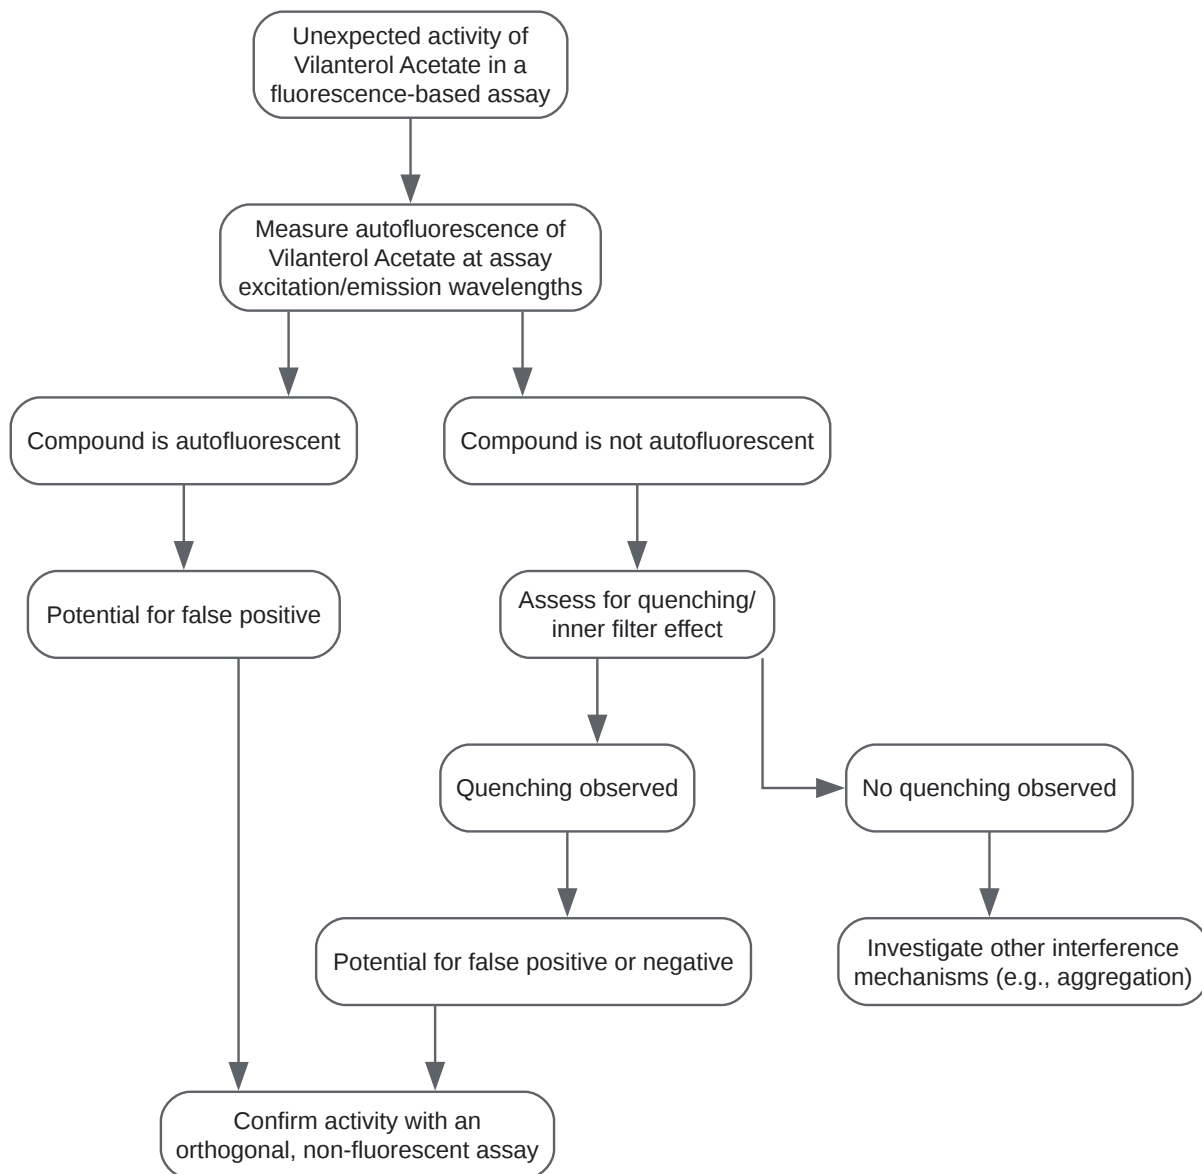 Unexpected activity of
Vilanterol Acetate in a
fluorescence-based assay
Measure autofluorescence of
Vilanterol Acetate at assay
excitation/emission wavelengths
Compound is autofluorescent
Compound is not autofluorescent
Potential for false positive
Assess for quenching/
inner filter effect
Quenching observed
No quenching observed
Potential for false positive or negative
Investigate other interference
mechanisms (e.g., aggregation)
Confirm activity with an
orthogonal, non-fluorescent assay